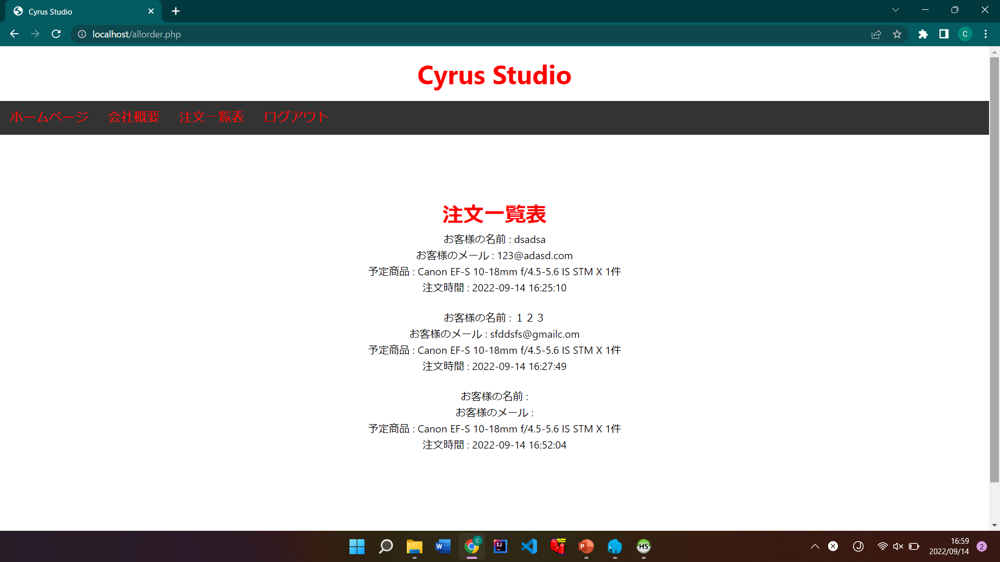 Cyrus Studio
localhost/allorder.php
C
Cyrus Studio
ホームページ 会社概要 注文一覧表 ログアウト
注文一覧表
お客様の名前 : dsadsa
お客様のメール : 123@adasd.com
予定商品 : Canon EF-S 10-18mm f/4.5-5.6 IS STM X 1件
注文時間 : 2022-09-14 16:25:10
お客様の名前 : １２３
お客様のメール : sfddsfs@gmailc.om
予定商品 : Canon EF-S 10-18mm f/4.5-5.6 IS STM X 1件
注文時間 : 2022-09-14 16:27:49
お客様の名前 :
お客様のメール :
予定商品 : Canon EF-S 10-18mm f/4.5-5.6 IS STM X 1件
注文時間 : 2022-09-14 16:52:04
W C IJ P HS J 16:59
2022/09/14 2